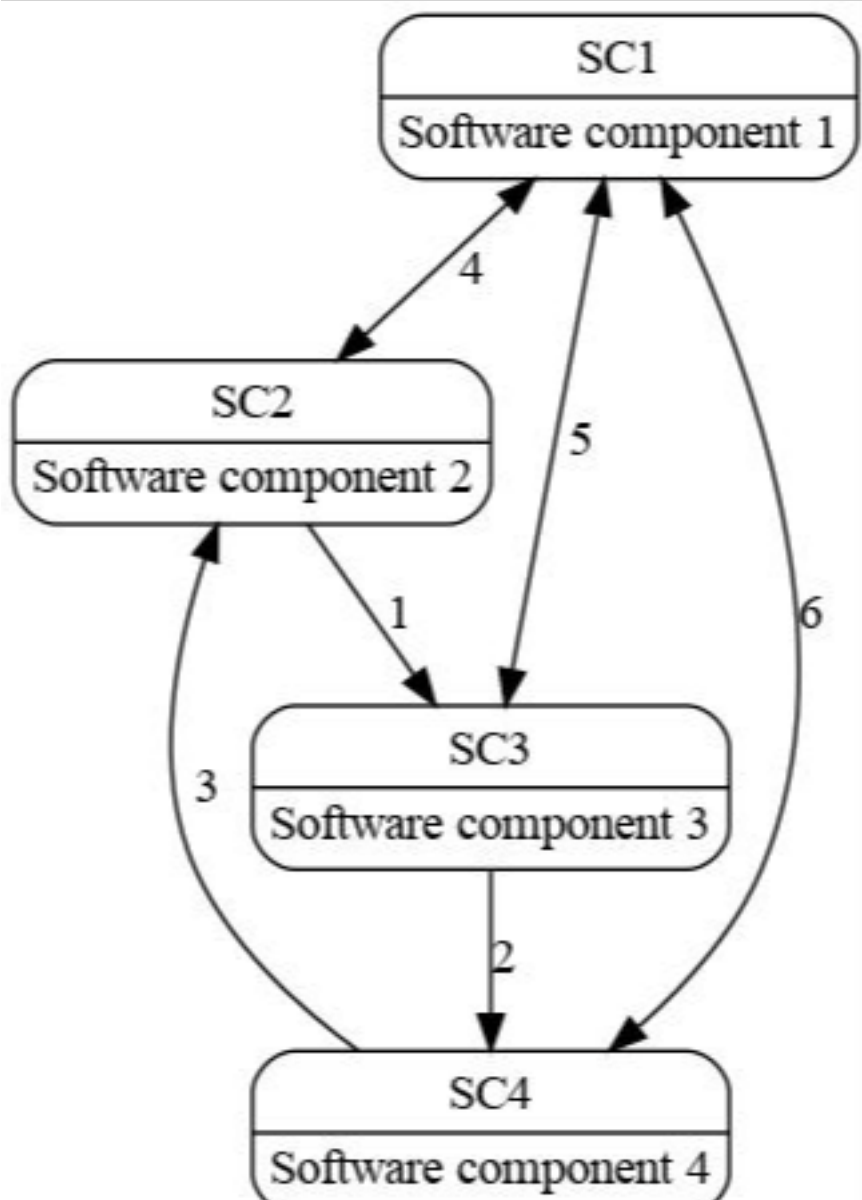 SC1
Software component 1
4
SC2
Software component 2
5
1
6
SC3
3
Software component 3
2
SC4
Software component 4